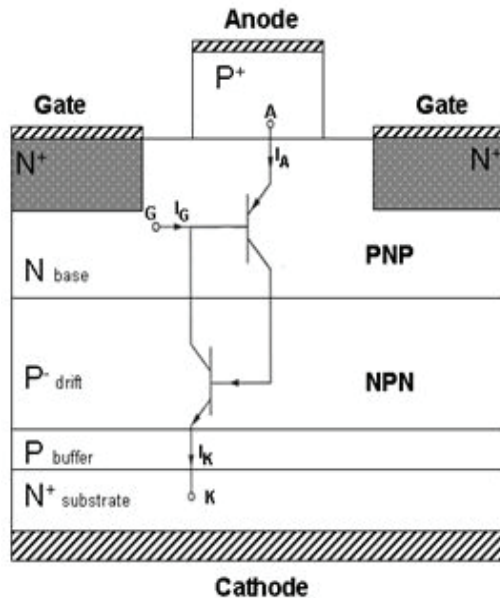 Anode
P+
Gate
Gate
A
N+
N+
IA
G
IG
N base
PNP
P- drift
NPN
P buffer
IK
N+ substrate
K
Cathode